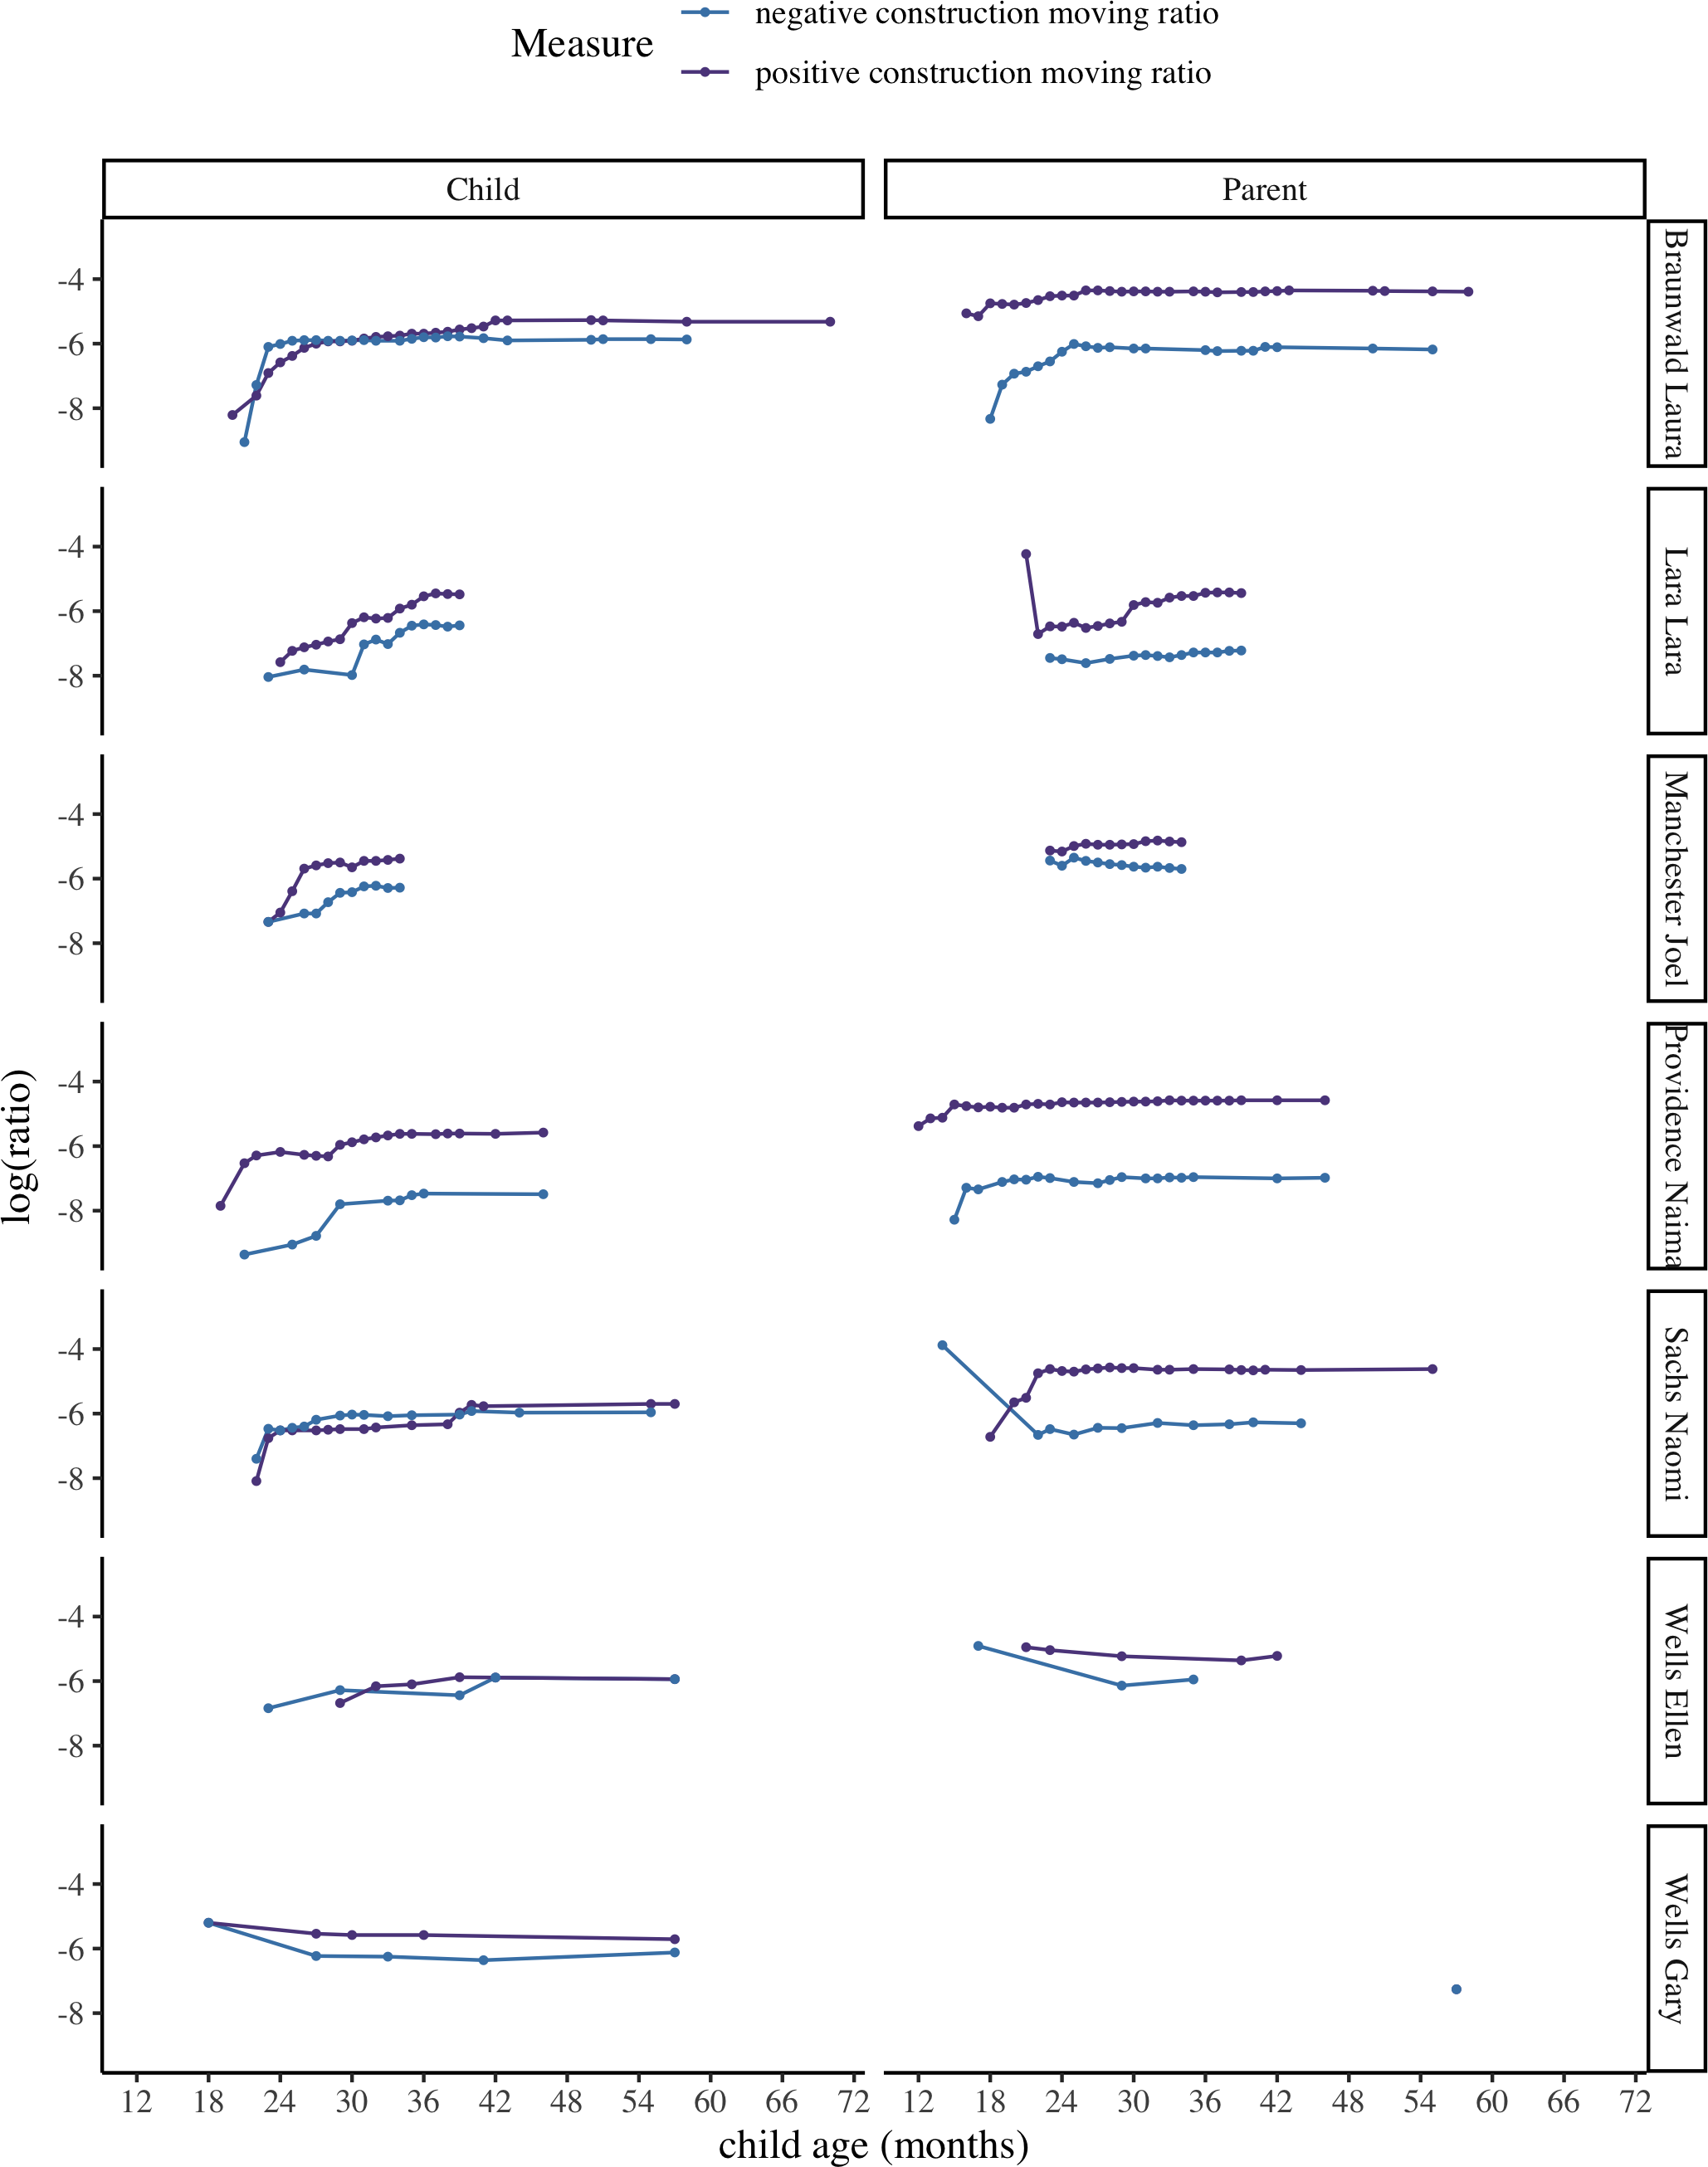 negative construction moving ratio
Measure
positive construction moving ratio
Child
Parent
-4
-6
-8
Braunwald Laura
-4
-6
-8
Lara Lara
-4
-6
-8
Manchester Joel
-4
-6
-8
Providence Naima
log(ratio)
-4
-6
-8
Sachs Naomi
-4
-6
-8
Wells Ellen
-4
-6
-8
Wells Gary
12 18 24 30 36 42 48 54 60 66 72
12 18 24 30 36 42 48 54 60 66 72
child age (months)